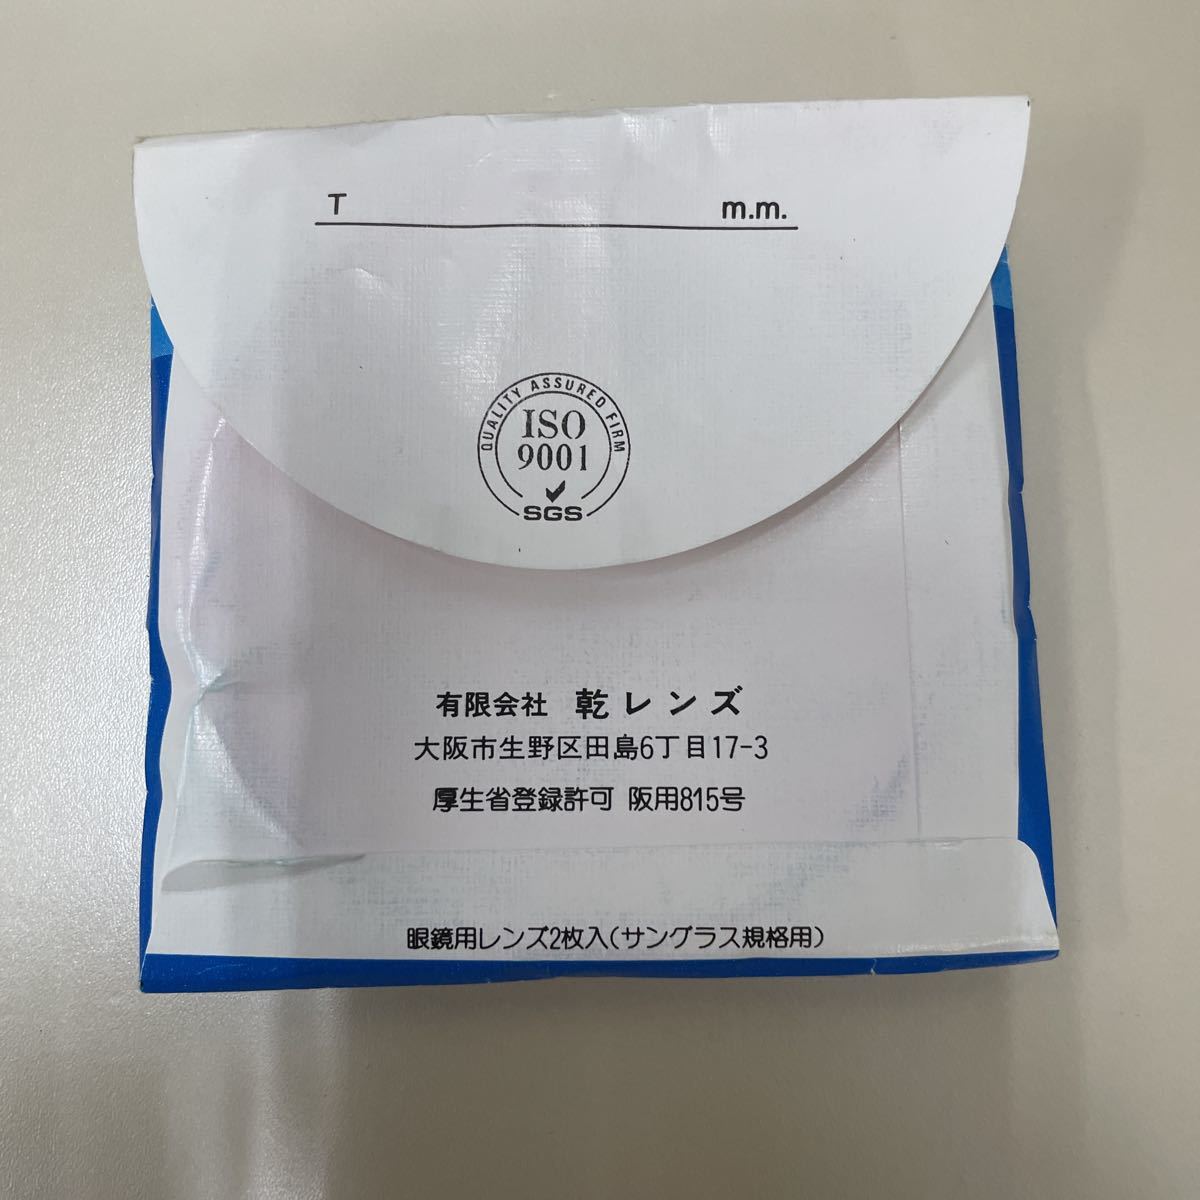 T m.m.
QUALITY ASSURED FIRM
ISO
9001
SGS
有限会社 乾レンズ
大阪市生野区田島6丁目17-3
厚生省登録許可 阪用815号
眼鏡用レンズ2枚入(サングラス規格用)